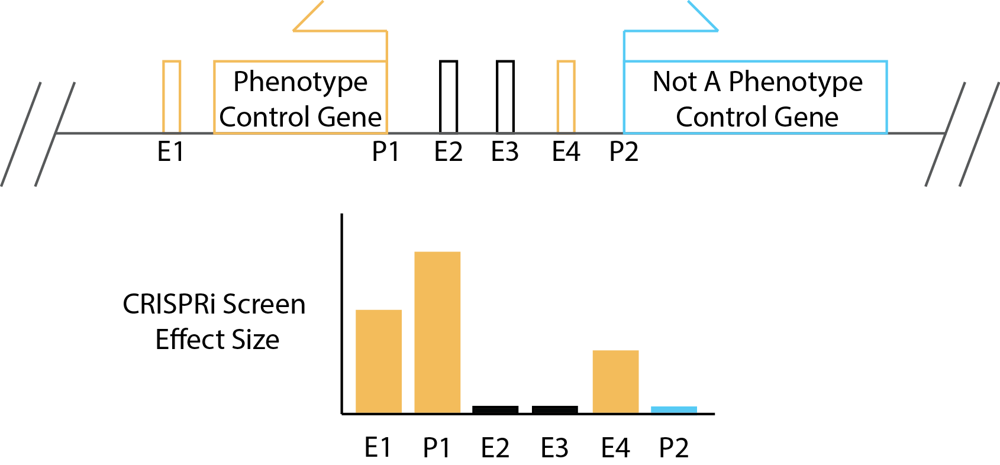 Phenotype
Control Gene
Not A Phenotype
Control Gene
E1
P1
E2
E3
E4
P2
CRISPRi Screen
Effect Size
E1
P1
E2
E3
E4
P2